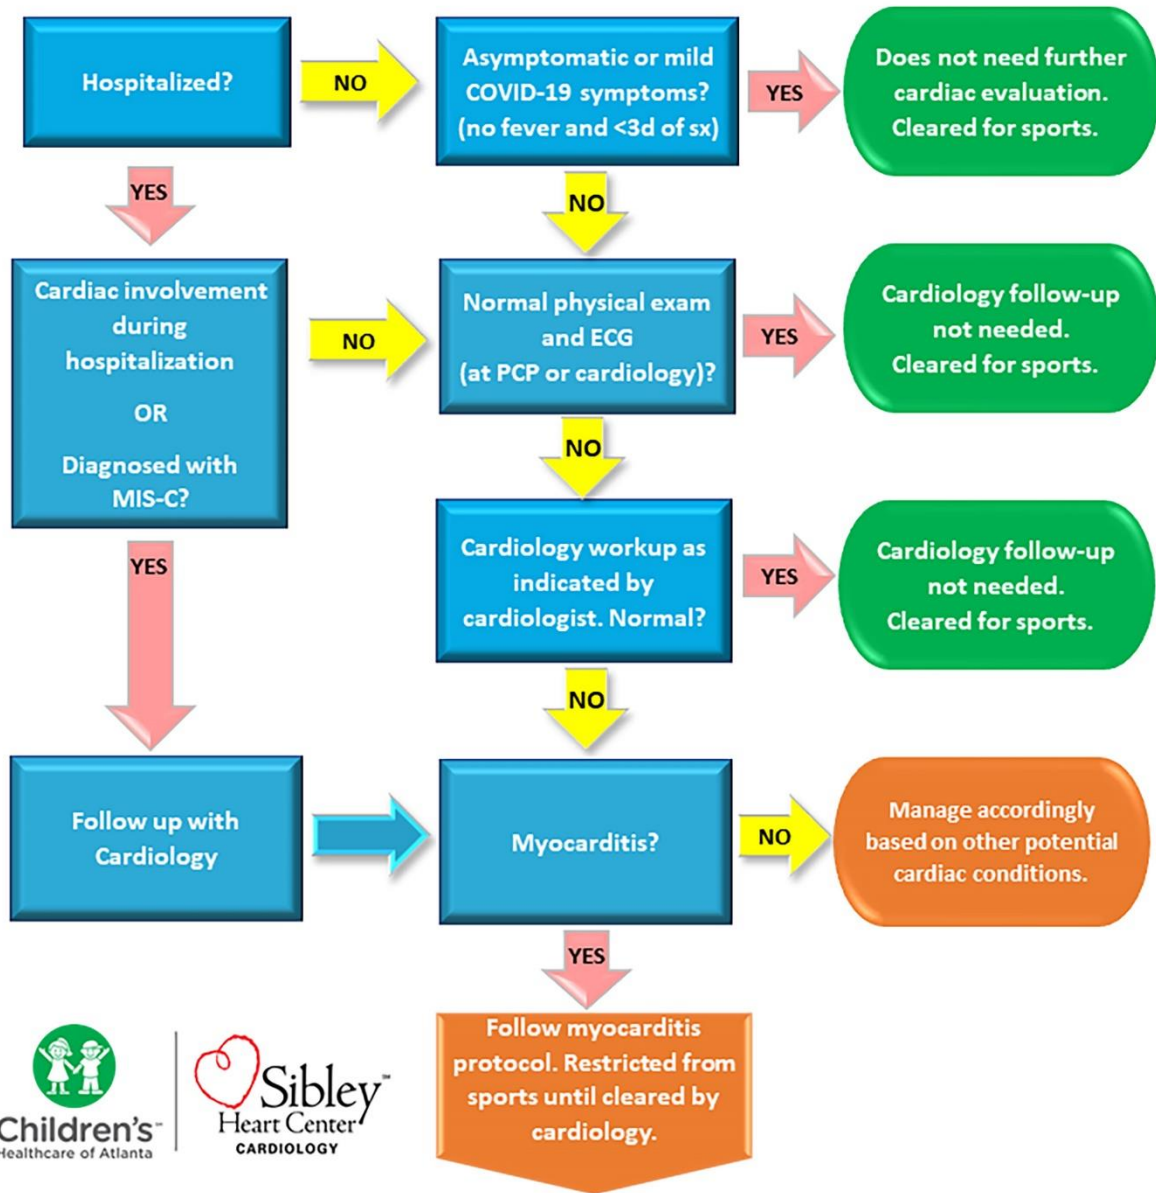 Hospitalized?
NO
Asymptomatic or mild
COVID-19 symptoms?
(no fever and <3d of sx)
YES
Does not need further
cardiac evaluation.
Cleared for sports.
YES
NO
Cardiac involvement
during
hospitalization
OR
Diagnosed with
MIS-C?
NO
Normal physical exam
and ECG
(at PCP or cardiology)?
YES
Cardiology follow-up
not needed.
Cleared for sports.
NO
YES
Cardiology workup as
indicated by
cardiologist. Normal?
YES
Cardiology follow-up
not needed.
Cleared for sports.
NO
Follow up with
Cardiology
Myocarditis?
NO
Manage accordingly
based on other potential
cardiac conditions.
YES
Follow myocarditis
protocol. Restricted from
sports until cleared by
cardiology.
Children's™
Healthcare of Atlanta
Sibley™
Heart Center
CARDIOLOGY